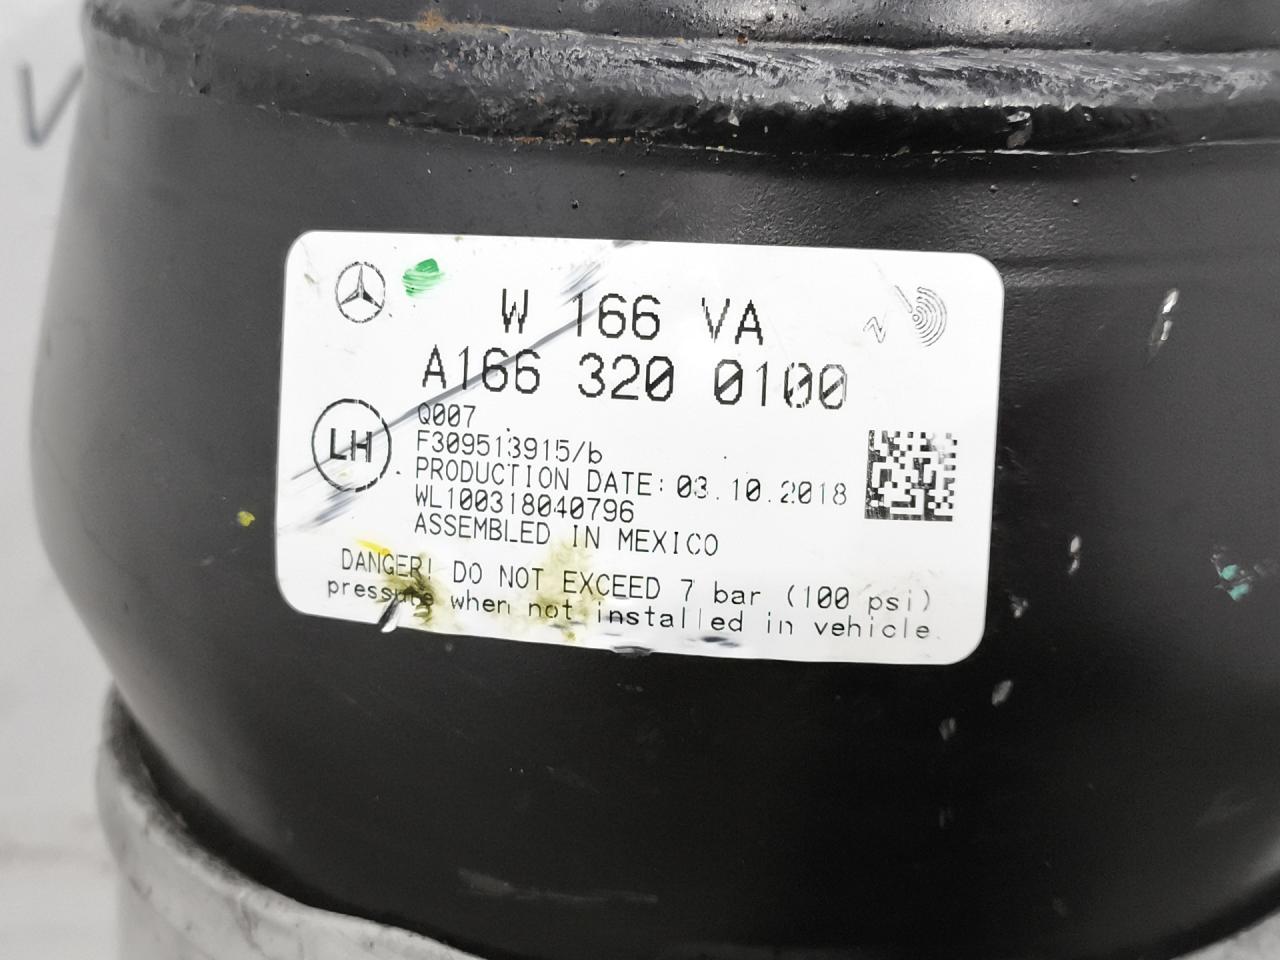 V
W 166 VA
A166 320 0100
LH
Q007
F309513915/b
PRODUCTION DATE: 03.10.2018
WL100318040796
ASSEMBLED IN MEXICO
DANGER! DO NOT EXCEED 7 bar (100 psi)
pressure when not installed in vehicle.